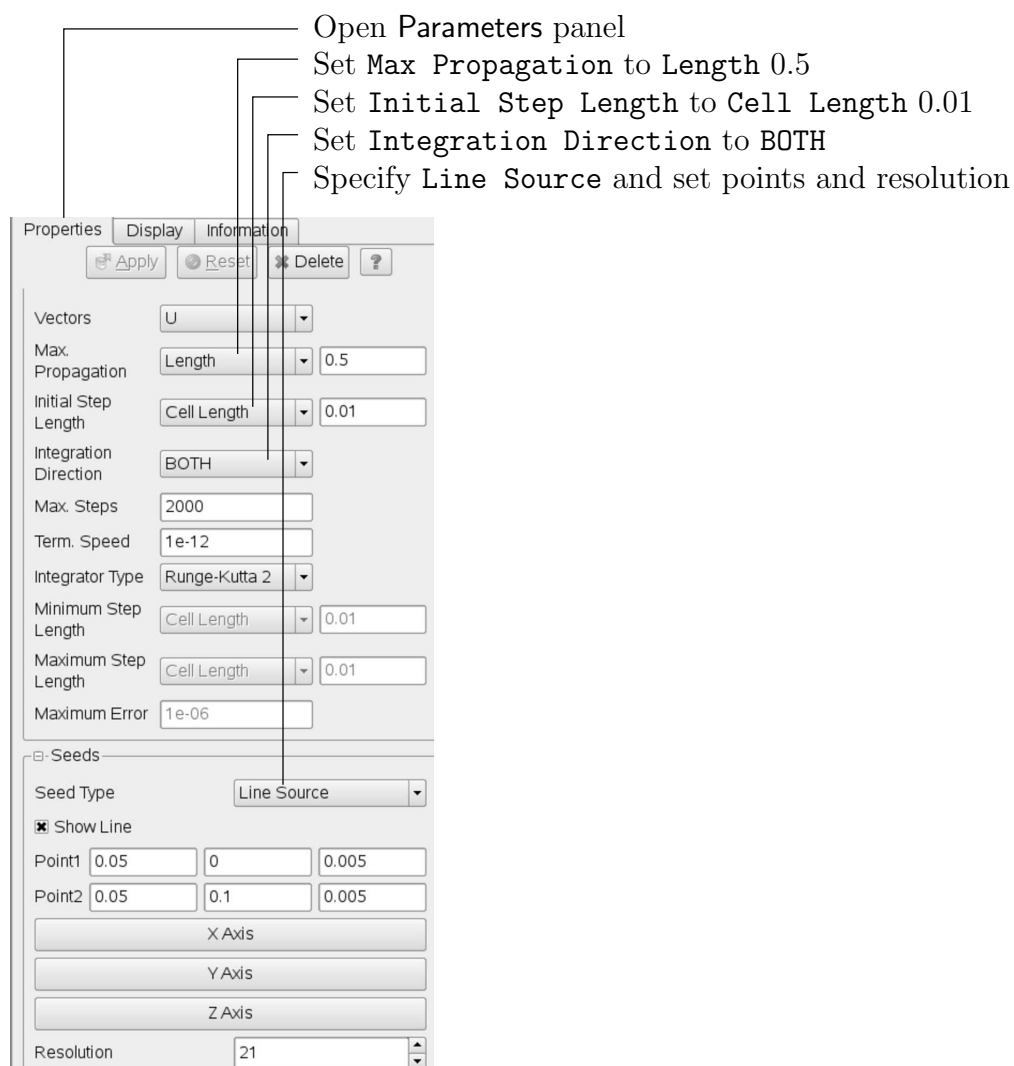 Open Parameters panel
Set Max Propagation to Length 0.5
Set Initial Step Length to Cell Length 0.01
Set Integration Direction to BOTH
Specify Line Source and set points and resolution
Properties Display Information
Apply Reset Delete ?
Vectors U
Max.
Propagation Length 0.5
Initial Step
Length Cell Length 0.01
Integration
Direction BOTH
Max. Steps 2000
Term. Speed 1e-12
Integrator Type Runge-Kutta 2
Minimum Step
Length Cell Length 0.01
Maximum Step
Length Cell Length 0.01
Maximum Error 1e-06
Seeds
Seed Type Line Source
Show Line
Point1 0.05 0 0.005
Point2 0.05 0.1 0.005
X Axis
Y Axis
Z Axis
Resolution 21